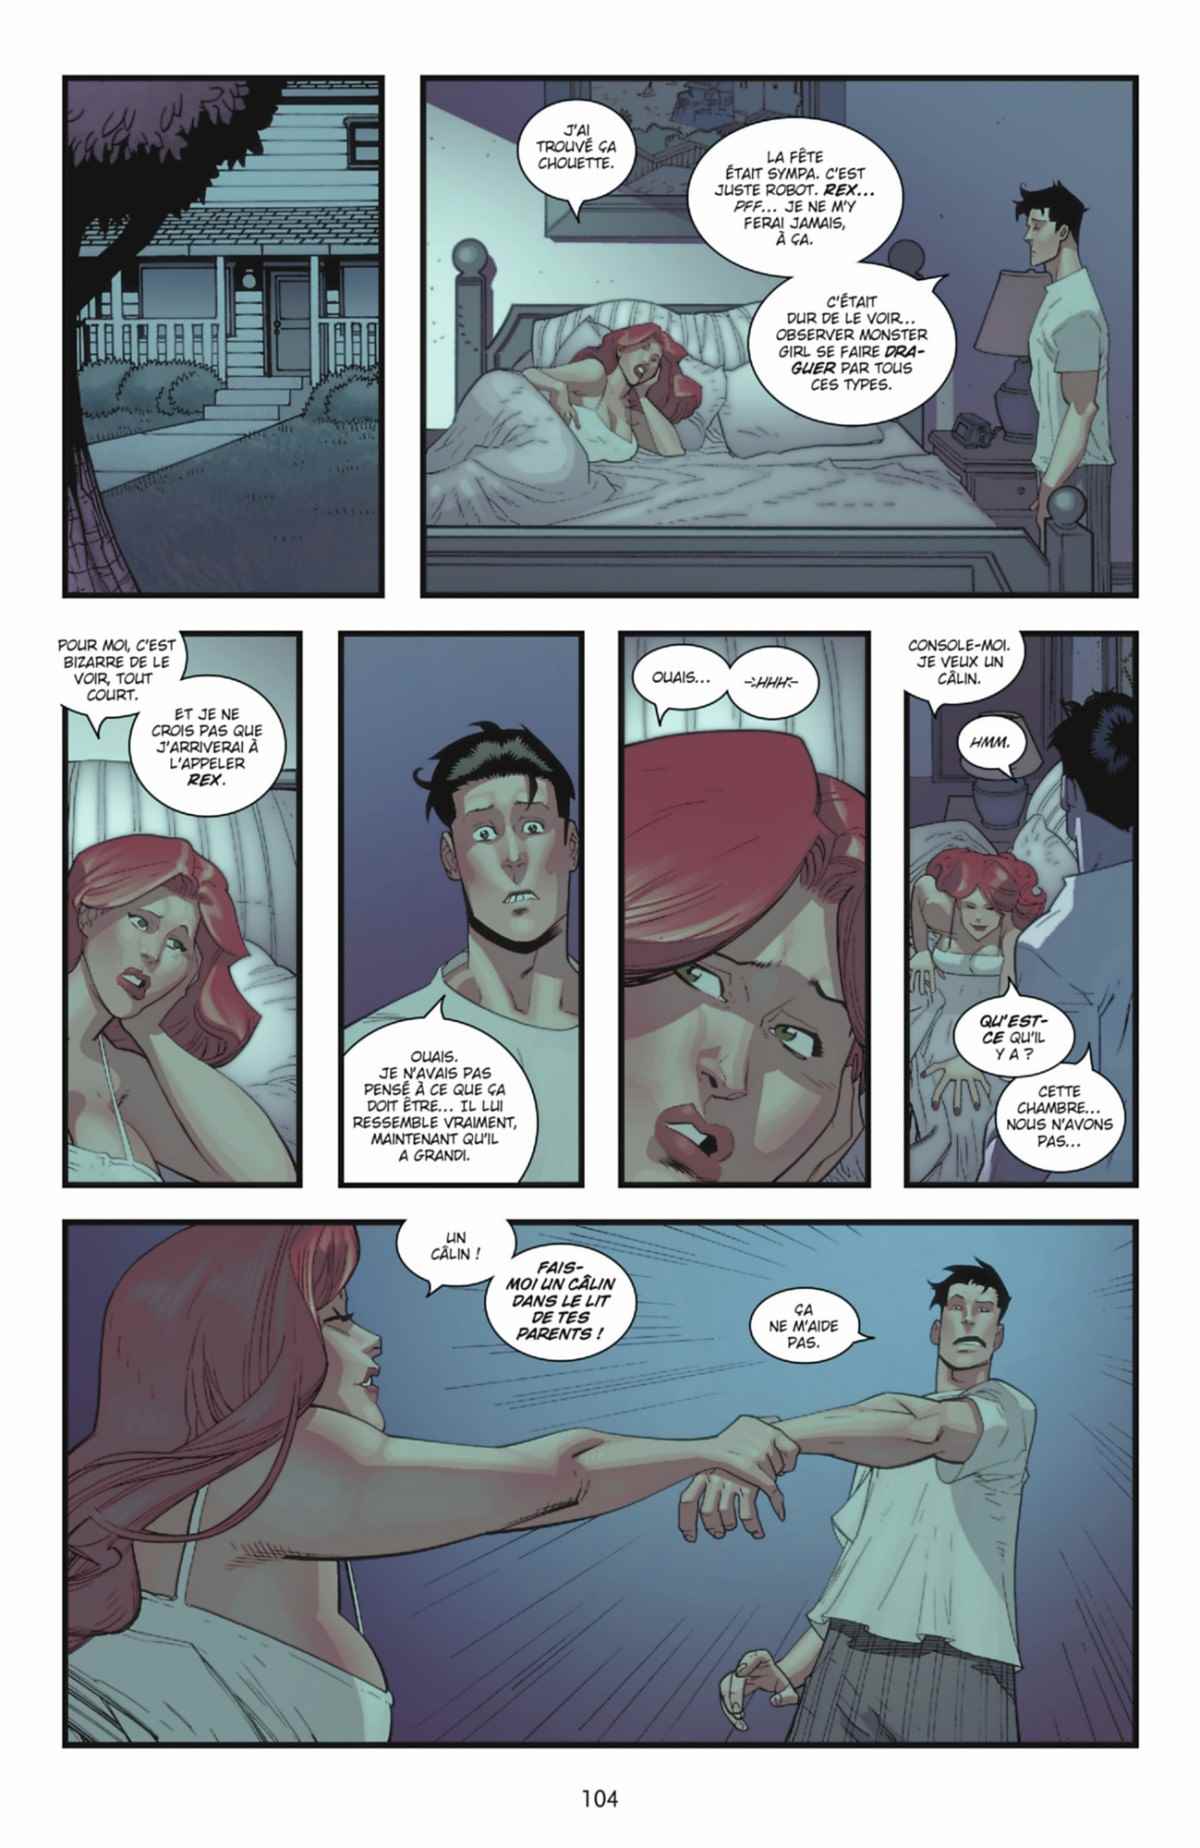 J'AI
TROUVÉ ÇA
CHOUETTE.
LA FÊTE
ÉTAIT SYMPA. C'EST
JUSTE ROBOT. REX...
PFF... JE NE M'Y
FERAI JAMAIS,
À ÇA.
C'ÉTAIT
DUR DE LE VOIR...
OBSERVER MONSTER
GIRL SE FAIRE DRA-
GUER PAR TOUS
CES TYPES.
POUR MOI, C'EST
BIZARRE DE LE
VOIR, TOUT
COURT.
ET JE NE
CROIS PAS QUE
J'ARRIVERAI À
L'APPELER
REX.
OUAIS.
JE N'AVAIS PAS
PENSÉ À CE QUE ÇA
DOIT ÊTRE... IL LUI
RESSEMBLE VRAIMENT,
MAINTENANT QU'IL
A GRANDI.
OUAIS...
-:HHH:-
CONSOLE-MOI.
JE VEUX UN
CÂLIN.
HMM.
QU'EST-
CE QU'IL
Y A ?
CETTE
CHAMBRE...
NOUS N'AVONS
PAS...
UN
CÂLIN !
FAIS-
MOI UN CÂLIN
DANS LE LIT
DE TES
PARENTS !
ÇA
NE M'AIDE
PAS.
104